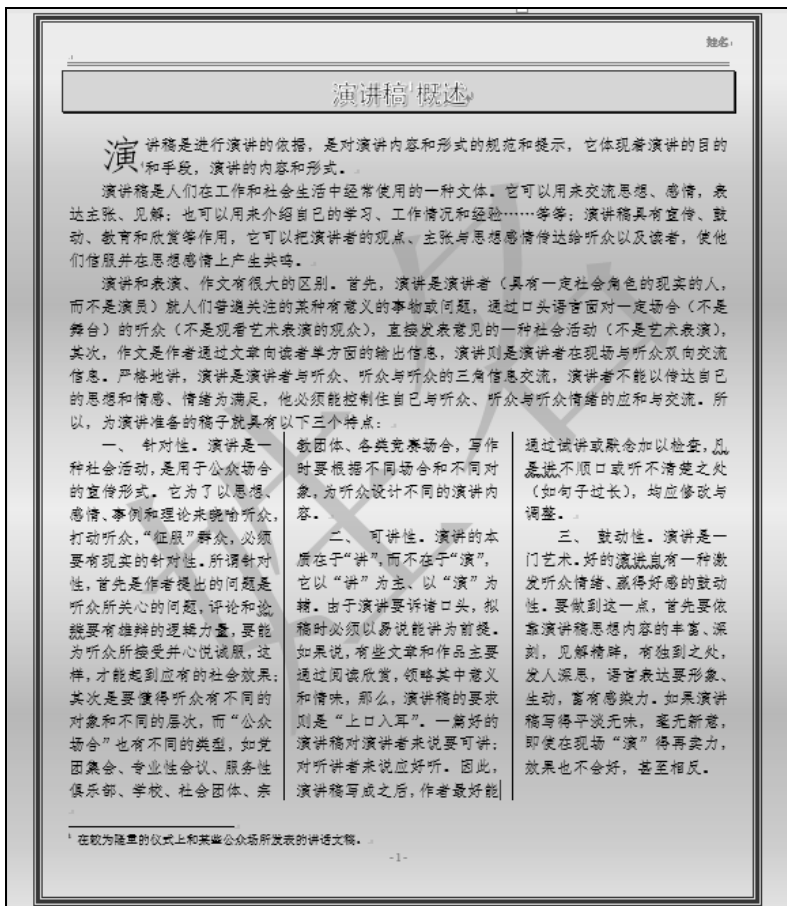 姓名
演讲稿¹概述
演讲稿是进行演讲的依据，是对演讲内容和形式的规范和提示，它体现着演讲的目的
和手段，演讲的内容和形式。
演讲稿是人们在工作和社会生活中经常使用的一种文体。它可以用来交流思想、感情，表
达主张、见解；也可以用来介绍自己的学习、工作情况和经验……等等；演讲稿具有宣传、鼓
动、教育和欣赏等作用，它可以把演讲者的观点、主张与思想感情传达给听众以及读者，使他
们信服并在思想感情上产生共鸣。
演讲和表演、作文有很大的区别。首先，演讲是演讲者（具有一定社会角色的现实的人，
而不是演员）就人们普遍关注的某种有意义的事物或问题，通过口头语言面对一定场合（不是
舞台）的听众（不是观看艺术表演的观众），直接发表意见的一种社会活动（不是艺术表演），
其次，作文是作者通过文章向读者单方面的输出信息，演讲则是演讲者在现场与听众双向交流
信息。严格地讲，演讲是演讲者与听众、听众与听众的三角信息交流，演讲者不能以传达自己
的思想和情感、情绪为满足，他必须能控制住自己与听众、听众与听众情绪的应和与交流。所
以，为演讲准备的稿子就具有以下三个特点：
一、 针对性。演讲是一
种社会活动，是用于公众场合
的宣传形式。它为了以思想、
感情、事例和理论来晓喻听众，
打动听众，“征服”群众，必须
要有现实的针对性。所谓针对
性，首先是作者提出的问题是
听众所关心的问题，评论和论
辩要有雄辩的逻辑力量，要能
为听众所接受并心悦诚服，这
样，才能起到应有的社会效果；
其次是要懂得听众有不同的
对象和不同的层次，而“公众
场合”也有不同的类型，如党
团集会、专业性会议、服务性
俱乐部、学校、社会团体、宗
教团体、各类竞赛场合，写作
时要根据不同场合和不同对
象，为听众设计不同的演讲内
容。
二、 可讲性。演讲的本
质在于“讲”，而不在于“演”，
它以“讲”为主、以“演”为
辅。由于演讲要诉诸口头，拟
稿时必须以易说能讲为前提。
如果说，有些文章和作品主要
通过阅读欣赏，领略其中意义
和情味，那么，演讲稿的要求
则是“上口入耳”。一篇好的
演讲稿对演讲者来说要可讲；
对听讲者来说应好听。因此，
演讲稿写成之后，作者最好能
通过试讲或默念加以检查，凡
是讲不顺口或听不清楚之处
（如句子过长），均应修改与
调整。
三、 鼓动性。演讲是一
门艺术。好的演讲自有一种激
发听众情绪、赢得好感的鼓动
性。要做到这一点，首先要依
靠演讲稿思想内容的丰富、深
刻，见解精辟，有独到之处，
发人深思，语言表达要形象、
生动，富有感染力。如果演讲
稿写得平淡无味，毫无新意，
即使在现场“演”得再卖力，
效果也不会好，甚至相反。
¹ 在较为隆重的仪式上和某些公众场所发表的讲话文稿。
-1-
姓名